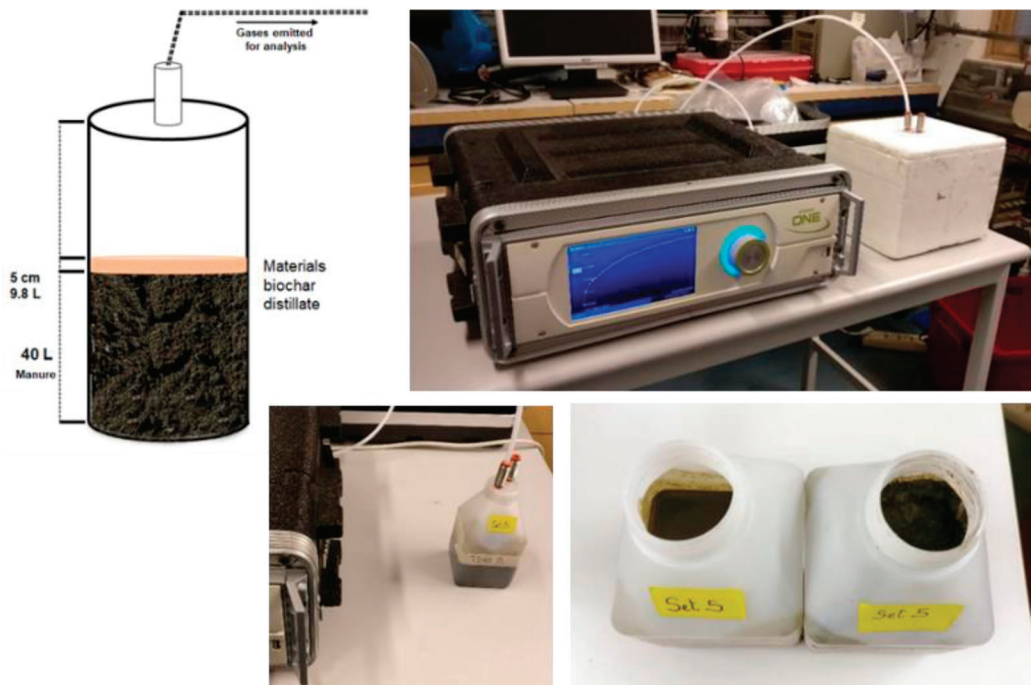 Gases emitted
for analysis
5 cm
9.8 L
Materials
biochar
distillate
40 L
Manure
ONE
Set 5
Set 5
Set 5